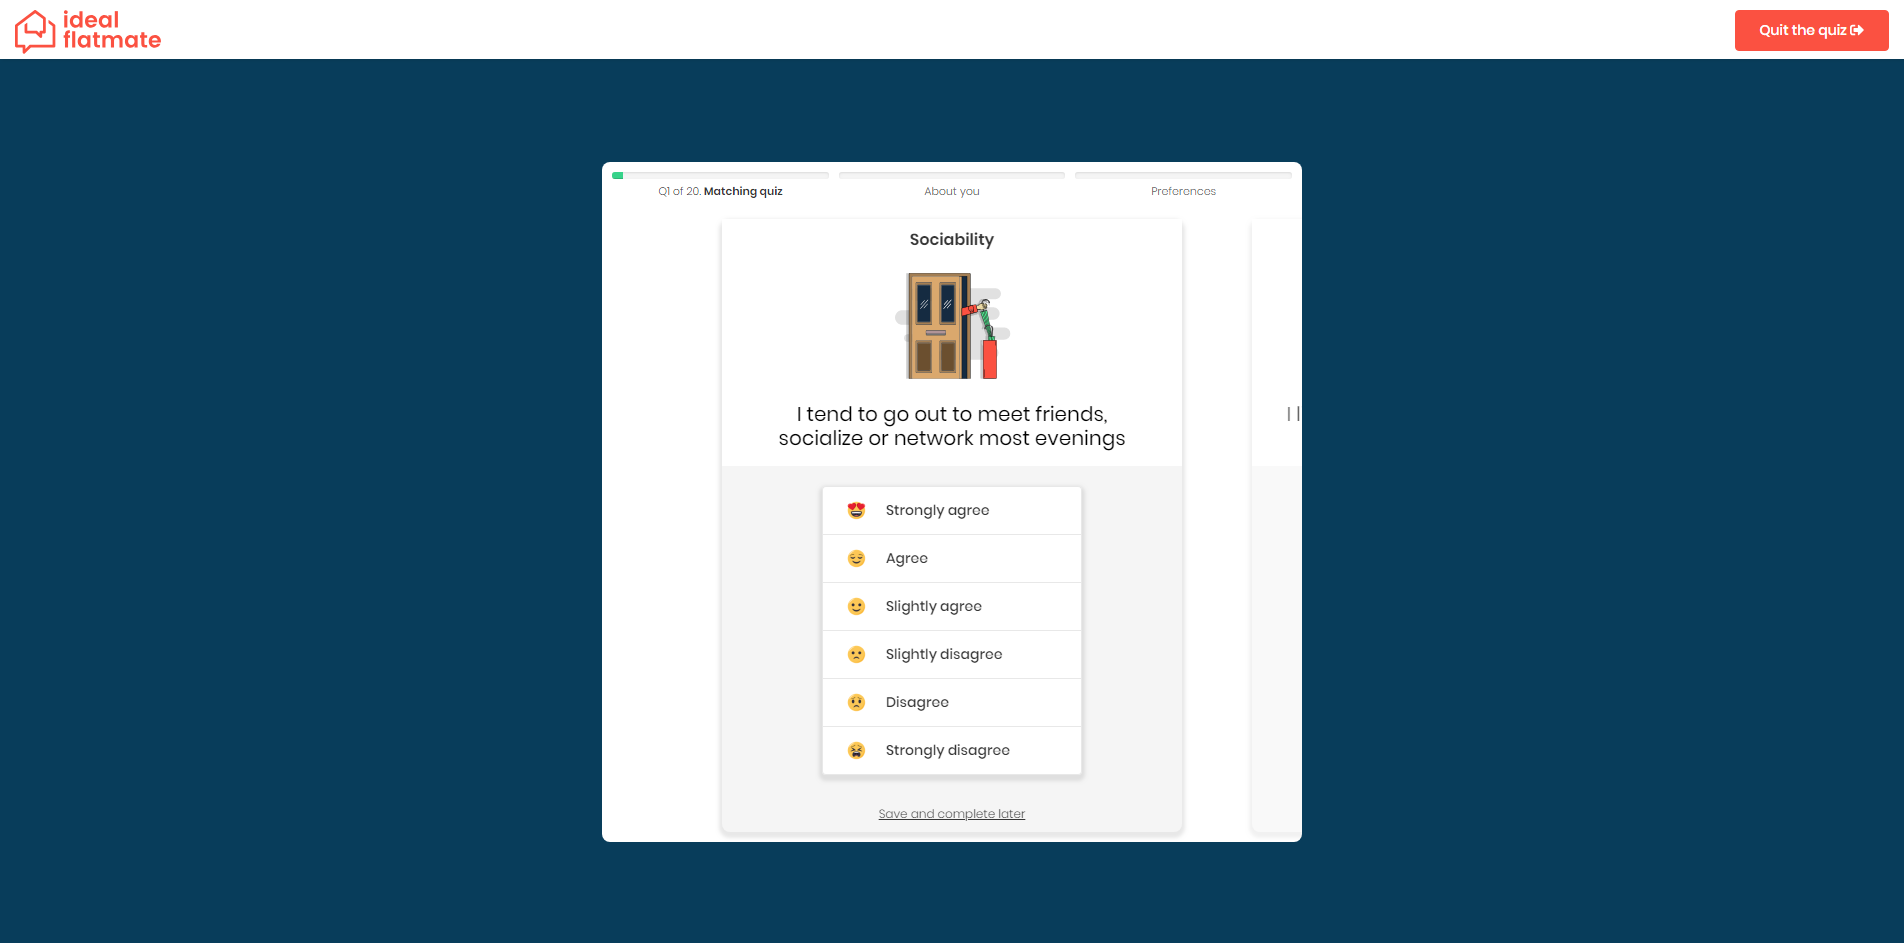 ideal
flatmate
Quit the quiz
Q1 of 20. Matching quiz
About you
Preferences
Sociability
I tend to go out to meet friends,
socialize or network most evenings
Strongly agree
Agree
Slightly agree
Slightly disagree
Disagree
Strongly disagree
Save and complete later